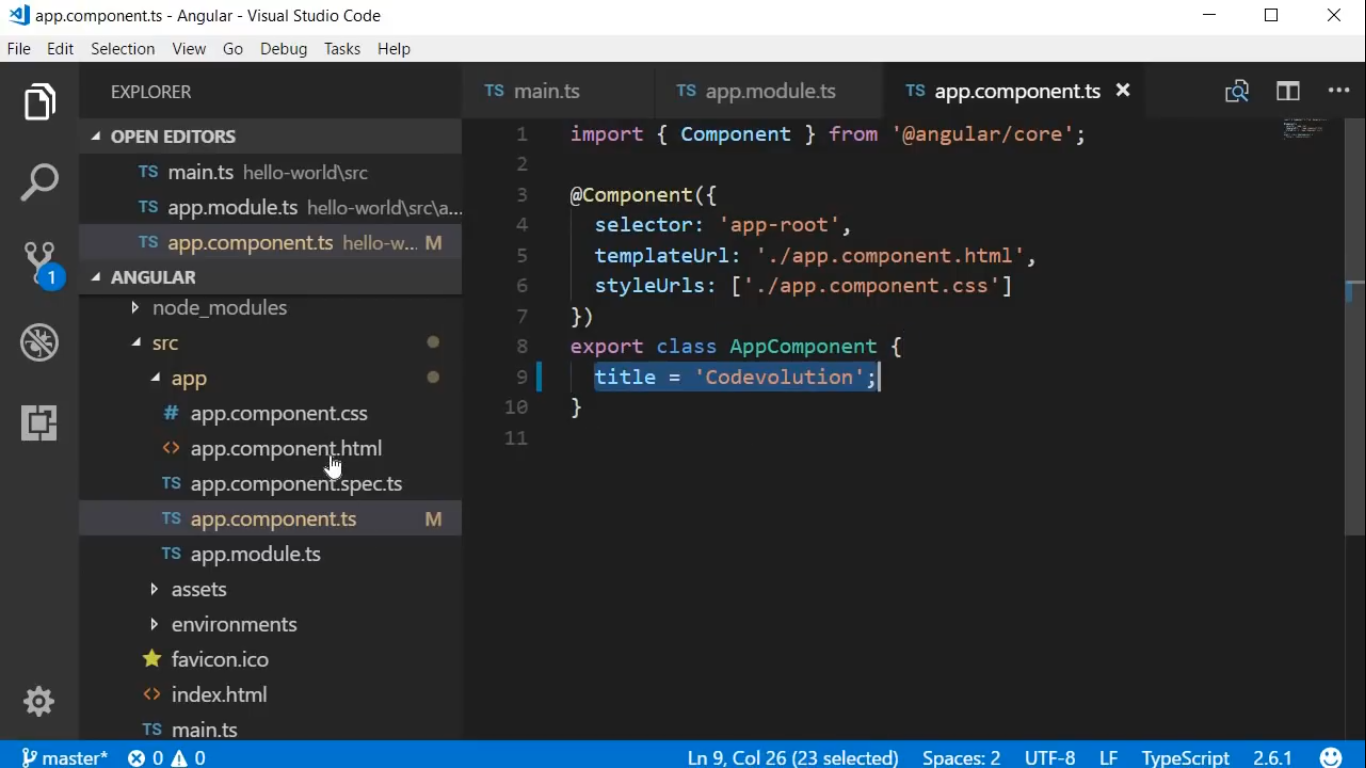 app.component.ts - Angular - Visual Studio Code
File Edit Selection View Go Debug Tasks Help
EXPLORER
OPEN EDITORS
TS main.ts hello-world\src
TS app.module.ts hello-world\src\a...
TS app.component.ts hello-w... M
ANGULAR
node_modules
src
app
# app.component.css
<> app.component.html
TS app.component.spec.ts
TS app.component.ts M
TS app.module.ts
assets
environments
favicon.ico
<> index.html
TS main.ts
1
TS main.ts TS app.module.ts TS app.component.ts
1 import { Component } from '@angular/core';
2
3 @Component({
4 selector: 'app-root',
5 templateUrl: './app.component.html',
6 styleUrls: ['./app.component.css']
7 })
8 export class AppComponent {
9 title = 'Codevolution';
10 }
11
master* 0 0 Ln 9, Col 26 (23 selected) Spaces: 2 UTF-8 LF TypeScript 2.6.1